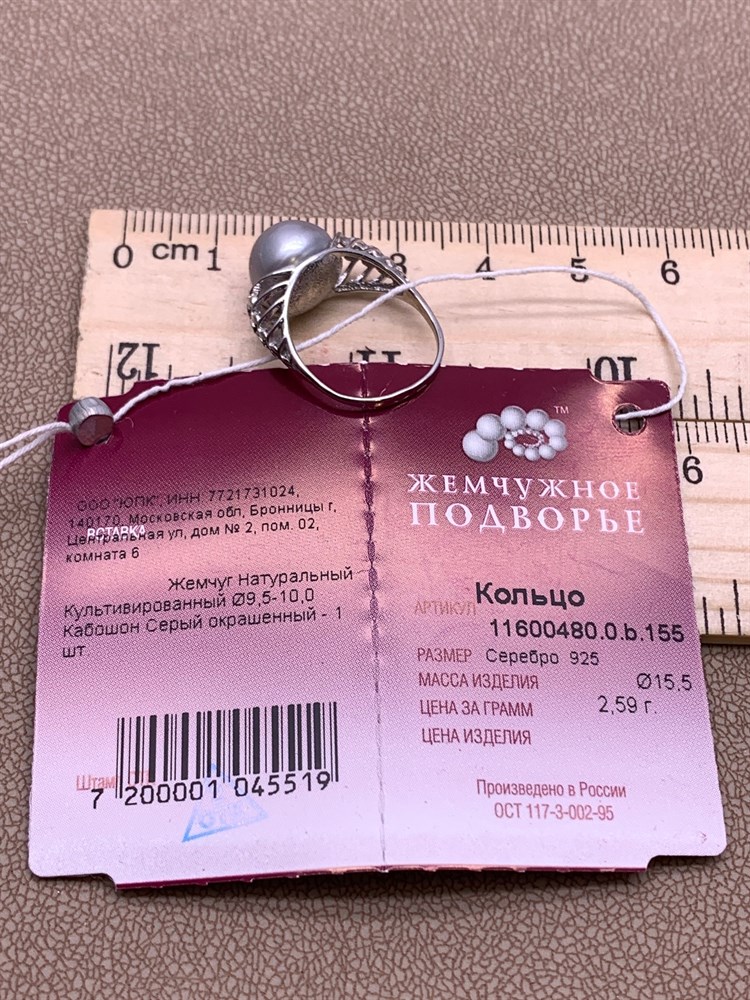 0 cm 1 3 4 5 6
12 11 10
6
ООО "ЮПК", ИНН: 7721731024,
140170, Московская обл, Бронницы г,
ВСТАВКА
Центральная ул, дом № 2, пом. 02,
комната 6
Жемчуг Натуральный
Культивированный Ø9,5-10,0
Кабошон Серый окрашенный - 1
шт
Штамп
7 200001 045519
ТМ
ЖЕМЧУЖНОЕ
ПОДВОРЬЕ
Кольцо
АРТИКУЛ
11600480.0.b.155
РАЗМЕР Серебро 925
МАССА ИЗДЕЛИЯ Ø15,5
ЦЕНА ЗА ГРАММ 2,59 г.
ЦЕНА ИЗДЕЛИЯ
Произведено в России
ОСТ 117-3-002-95